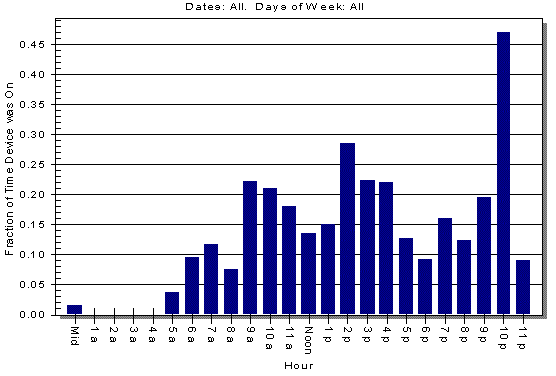 Dates: All.  Days of Week: All
Fraction of Time Device was On
0.45
0.40
0.35
0.30
0.25
0.20
0.15
0.10
0.05
0.00
Mid 1 a 2 a 3 a 4 a 5 a 6 a 7 a 8 a 9 a 10 a 11 a Noon 1 p 2 p 3 p 4 p 5 p 6 p 7 p 8 p 9 p 10 p 11 p
Hour